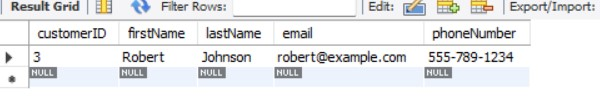 Result Grid Filter Rows: Edit: Export/Import:
customerID firstName lastName email phoneNumber
3 Robert Johnson robert@example.com 555-789-1234
NULL NULL NULL NULL NULL